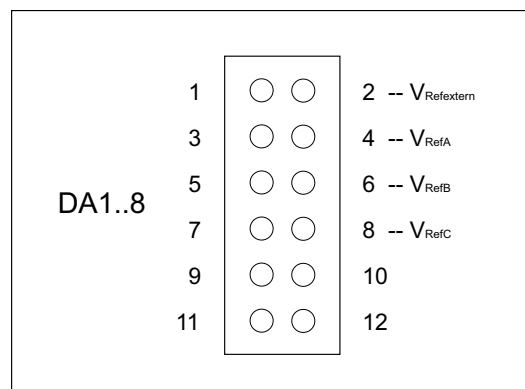 1 2 -- VRefextern
3 4 -- VRefA
5 6 -- VRefB
DA1..8
7 8 -- VRefC
9 10
11 12